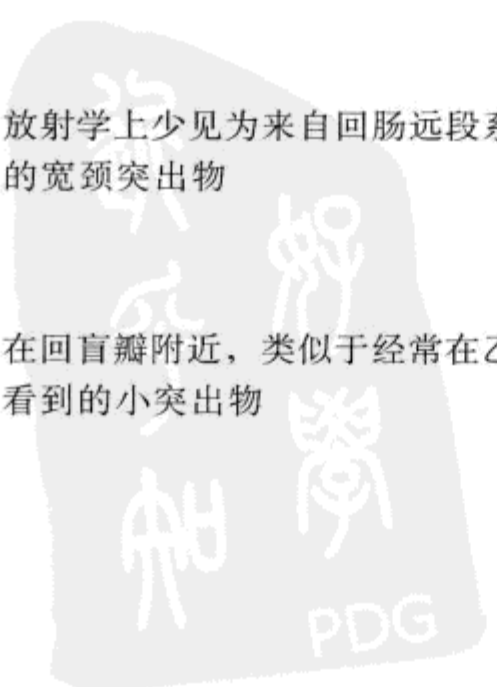 放射学上少见为来自回肠远段
的宽颈突出物
在回盲瓣附近，类似于经常在
看到的小突出物
PDG